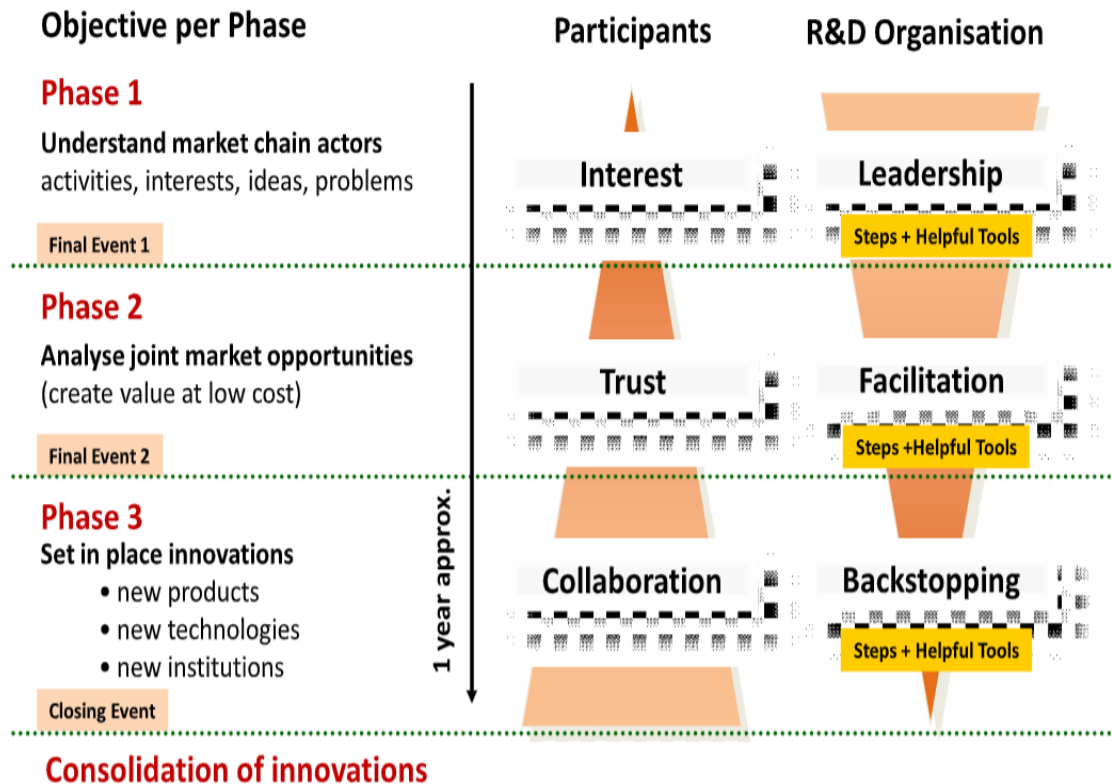 Objective per Phase
Participants
R&D Organisation
Phase 1
Understand market chain actors
activities, interests, ideas, problems
Interest
Leadership
Steps + Helpful Tools
Final Event 1
Phase 2
Analyse joint market opportunities
(create value at low cost)
Trust
Facilitation
Steps +Helpful Tools
Final Event 2
Phase 3
Set in place innovations
• new products
• new technologies
• new institutions
1 year approx.
Collaboration
Backstopping
Steps + Helpful Tools
Closing Event
Consolidation of innovations